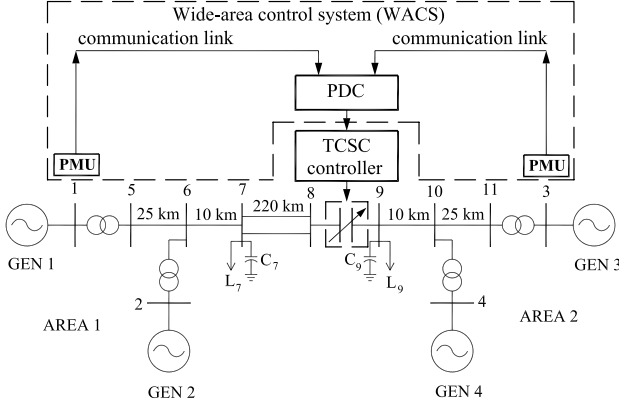 Wide-area control system (WACS)
communication link
communication link
PDC
TCSC
controller
PMU
PMU
1
5
6
7
8
9
10
11
3
25 km
10 km
220 km
10 km
25 km
GEN 1
C7
L7
C9
L9
GEN 3
2
4
AREA 1
AREA 2
GEN 2
GEN 4